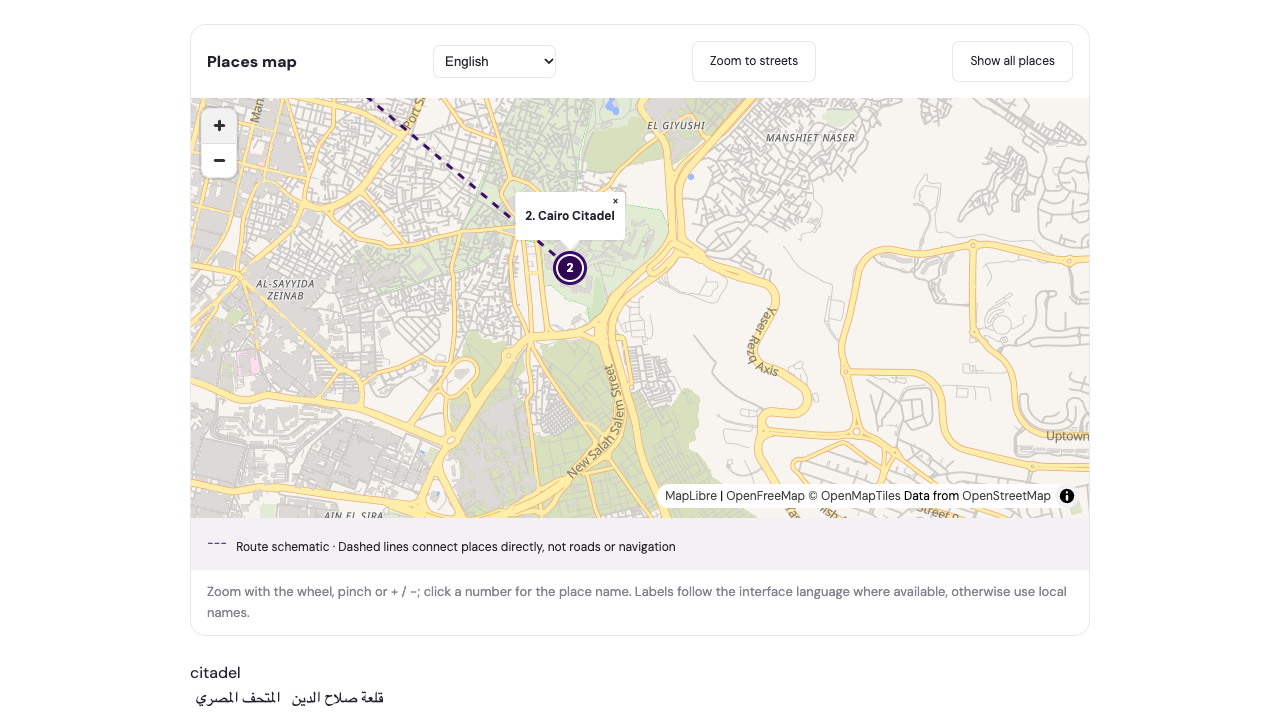 Places map
English
Zoom to streets
Show all places
+
−
Port S
EL GIYUSHI
MANSHIET NASER
×
2. Cairo Citadel
2
AL-SAYYIDA
ZEINAB
Yaser Rezb Axis
New Salah Salem Street
Uptown
MapLibre | OpenFreeMap © OpenMapTiles Data from OpenStreetMap
AIN EL SIRA
--- Route schematic · Dashed lines connect places directly, not roads or navigation
Zoom with the wheel, pinch or + / −; click a number for the place name. Labels follow the interface language where available, otherwise use local
names.
citadel
قلعة صلاح الدين المتحف المصري